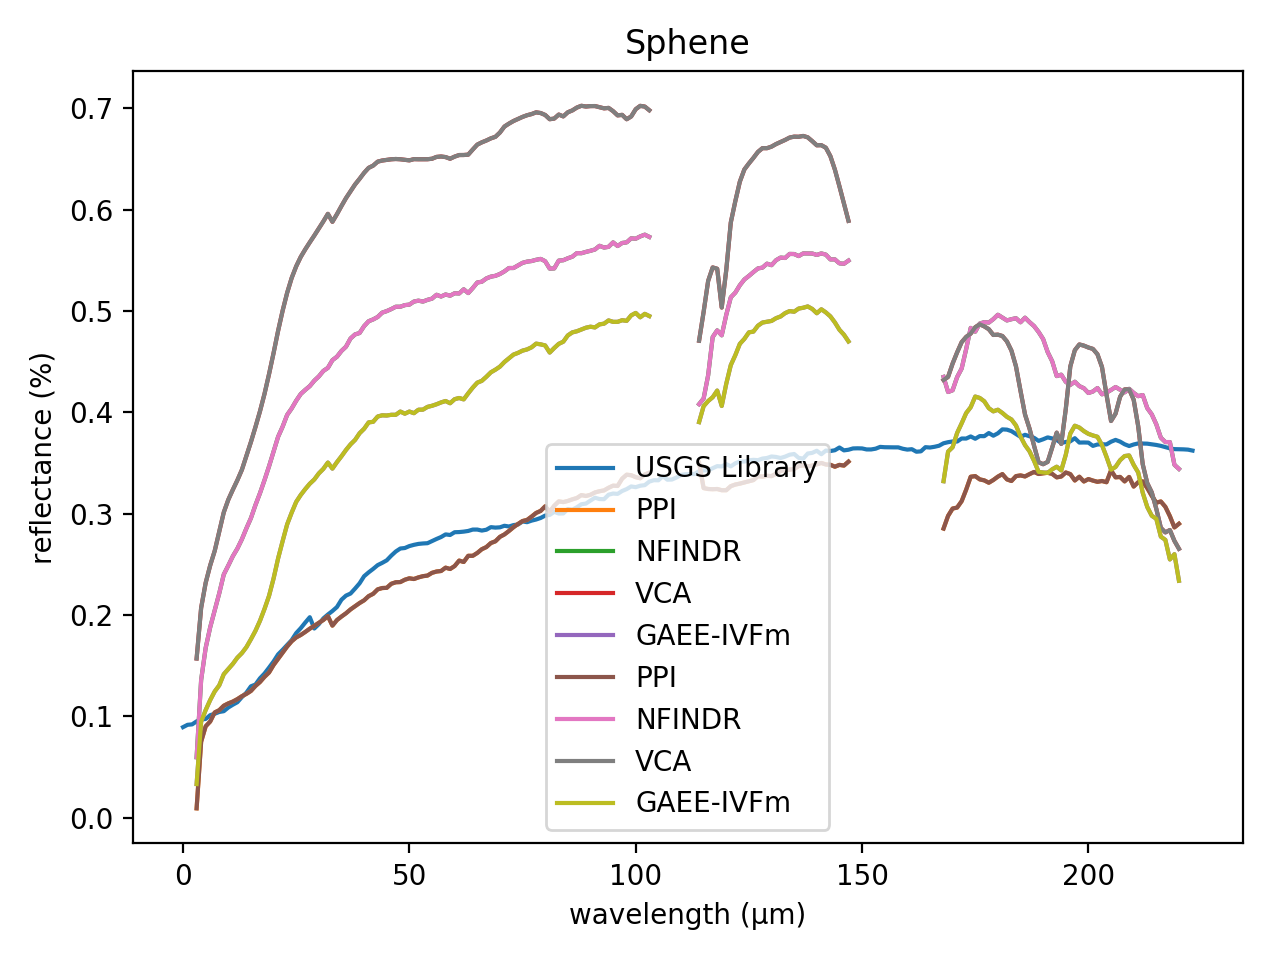 Sphene
reflectance (%)
0.7
0.6
0.5
0.4
0.3
0.2
0.1
0.0
USGS Library
PPI
NFINDR
VCA
GAEE-IVFm
PPI
NFINDR
VCA
GAEE-IVFm
0 50 100 150 200
wavelength (μm)